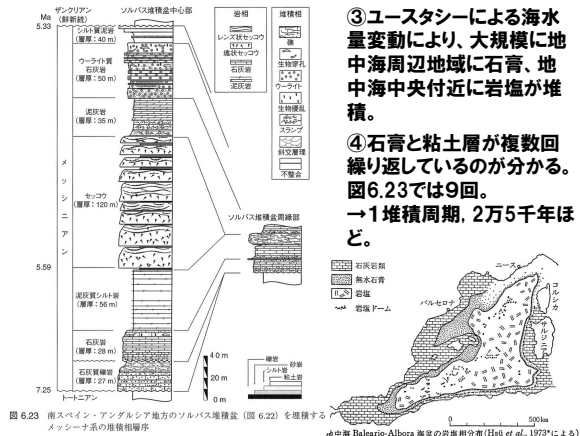 Ma
ザンクリアン
(鮮新統)
ソルバス堆積盆中心部
5.33
シルト質泥岩
(層厚:40 m)
ウーライト質
石灰岩
(層厚:50 m)
泥灰岩
(層厚:35 m)
メッシニアン
セッコウ
(層厚:120 m)
5.59
泥灰質シルト岩
(層厚:56 m)
石灰岩
(層厚:28 m)
石灰質礫岩
(層厚:27 m)
7.25
トートニアン
岩相
レンズ状セッコウ
塊状セッコウ
石灰岩
泥灰岩
堆積相
礁
生物穿孔
ウーライト
生物擾乱
スランプ
斜交層理
不整合
ソルバス堆積盆周縁部
40 m
20 m
0 m
礫岩
砂岩
シルト岩
粘土岩
図 6.23 南スペイン・アンダルシア地方のソルバス堆積盆(図 6.22)を埋積する
メッシーナ系の堆積相層序
③ユースタシーによる海水
量変動により、大規模に地
中海周辺地域に石膏、地
中海中央付近に岩塩が堆
積。
④石膏と粘土層が複数回
繰り返しているのが分かる。
図6.23では9回。
→1堆積周期, 2万5千年ほ
ど。
石灰岩類
無水石膏
岩塩
岩塩ドーム
ニース
コルシカ
バルセロナ
サルジニア
0 500km
地中海 Baleario-Albora 海盆の岩塩相分布(Hsü et al., 1973*による)